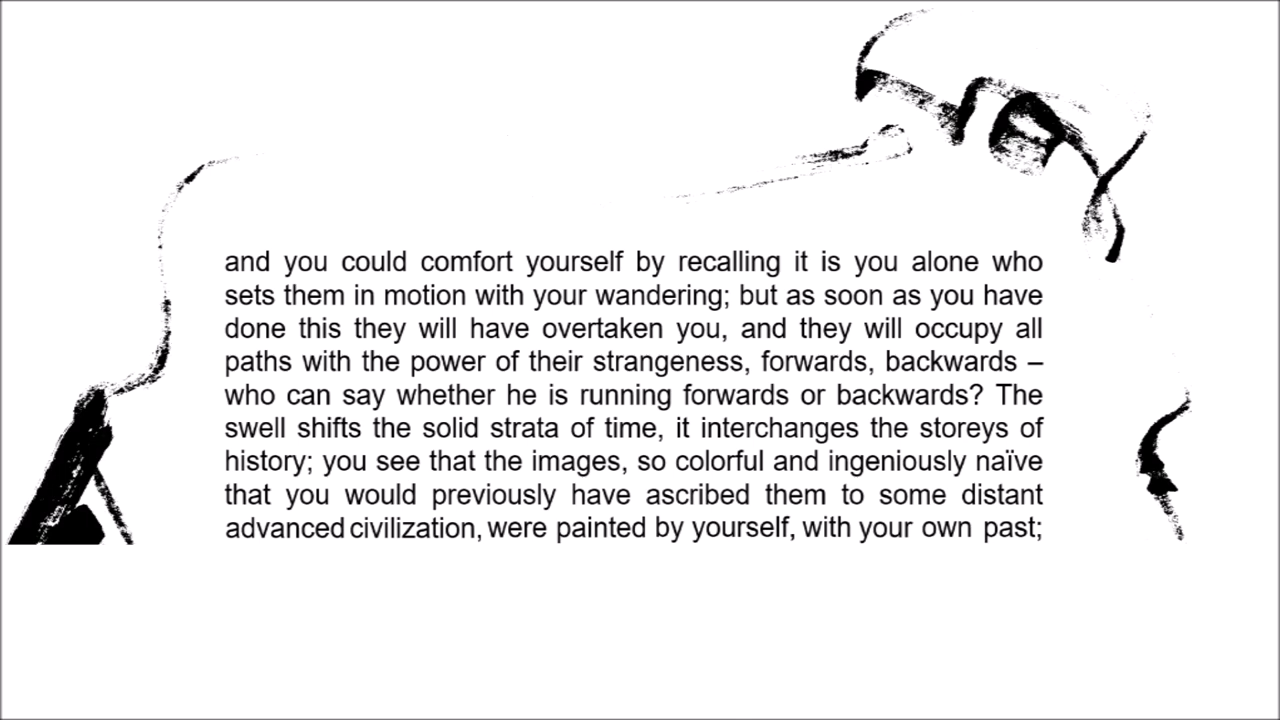 and you could comfort yourself by recalling it is you alone who
sets them in motion with your wandering; but as soon as you have
done this they will have overtaken you, and they will occupy all
paths with the power of their strangeness, forwards, backwards –
who can say whether he is running forwards or backwards? The
swell shifts the solid strata of time, it interchanges the storeys of
history; you see that the images, so colorful and ingeniously naïve
that you would previously have ascribed them to some distant
advanced civilization, were painted by yourself, with your own past;